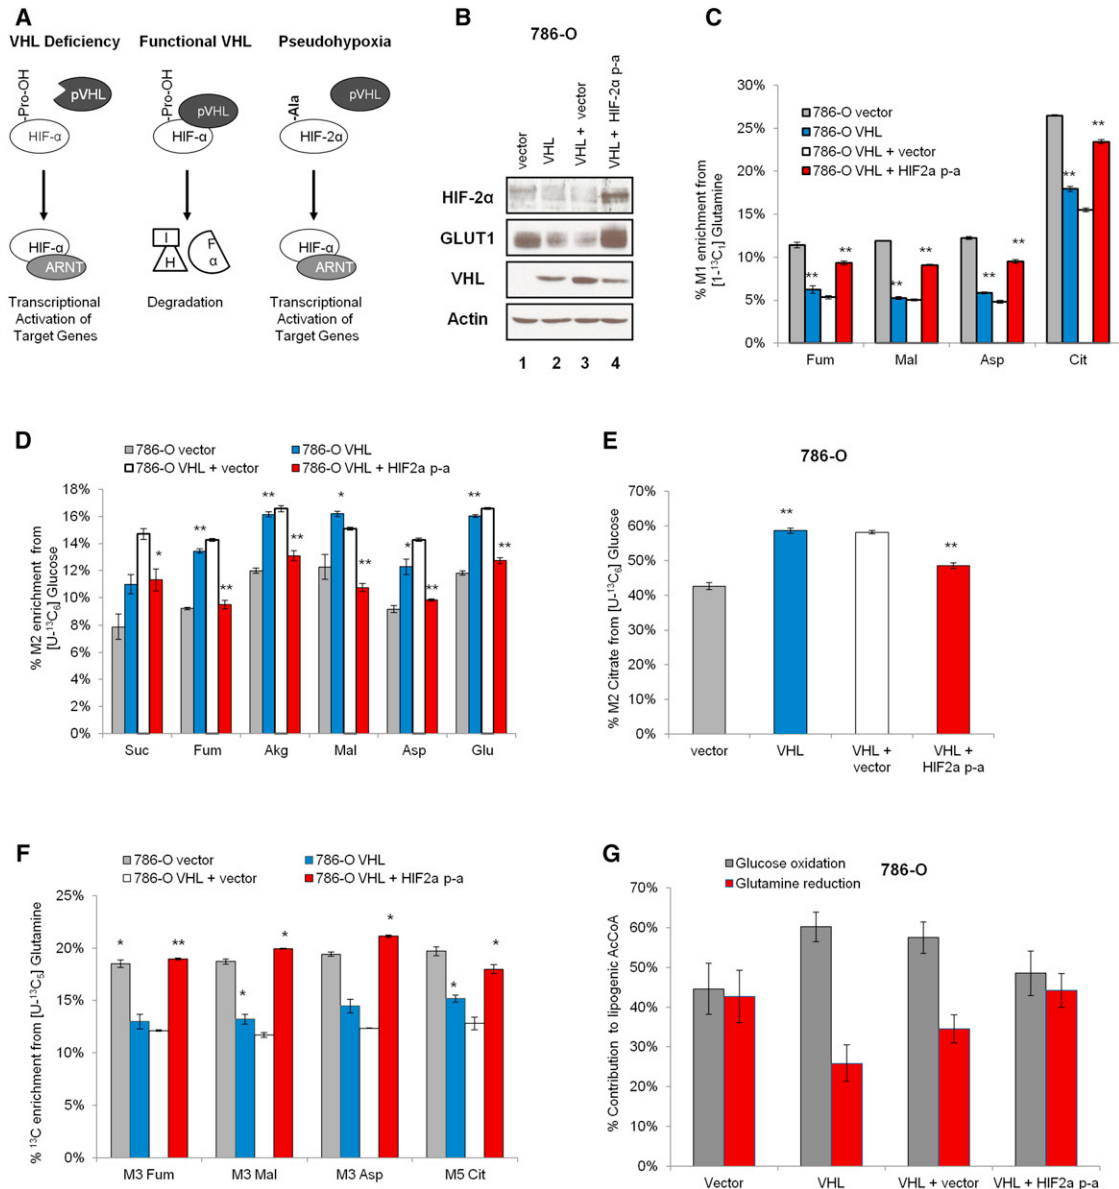 A
VHL Deficiency
Functional VHL
Pseudohypoxia
-Pro-OH
pVHL
HIF-α
-Pro-OH
pVHL
HIF-α
-Ala
pVHL
HIF-2α
HIF-α
ARNT
I
H
F
α
HIF-α
ARNT
Transcriptional
Activation of
Target Genes
Degradation
Transcriptional
Activation of
Target Genes
B
786-O
vector
VHL
VHL + vector
VHL + HIF-2α p-a
HIF-2α
GLUT1
VHL
Actin
1 2 3 4
C
% M1 enrichment from
[1-¹³C₁] Glutamine
30%
25%
20%
15%
10%
5%
0%
786-O vector
786-O VHL
786-O VHL + vector
786-O VHL + HIF2a p-a
** ** ** ** ** ** ** **
Fum Mal Asp Cit
D
786-O vector
786-O VHL
786-O VHL + vector
786-O VHL + HIF2a p-a
% M2 enrichment from
[U-¹³C₆] Glucose
18%
16%
14%
12%
10%
8%
6%
4%
2%
0%
* ** ** ** ** * ** * ** ** **
Suc Fum Akg Mal Asp Glu
E
786-O
% M2 Citrate from [U-¹³C₆] Glucose
70%
60%
50%
40%
30%
20%
10%
0%
** **
vector
VHL
VHL +
vector
VHL +
HIF2a p-a
F
786-O vector
786-O VHL
786-O VHL + vector
786-O VHL + HIF2a p-a
% ¹³C enrichment from [U-¹³C₅] Glutamine
25%
20%
15%
10%
5%
0%
* ** * * * * *
M3 Fum M3 Mal M3 Asp M5 Cit
G
Glucose oxidation
Glutamine reduction
786-O
% Contribution to lipogenic AcCoA
70%
60%
50%
40%
30%
20%
10%
0%
Vector VHL VHL + vector VHL + HIF2a p-a